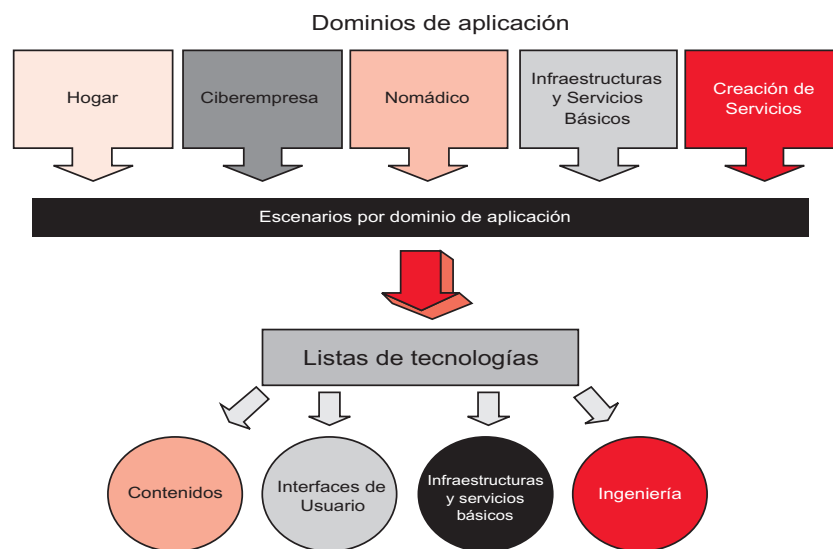 Dominios de aplicación
Hogar
Ciberempresa
Nomádico
Infraestructuras
y Servicios
Básicos
Creación de
Servicios
Escenarios por dominio de aplicación
Listas de tecnologías
Contenidos
Interfaces de
Usuario
Infraestructuras
y servicios
básicos
Ingeniería